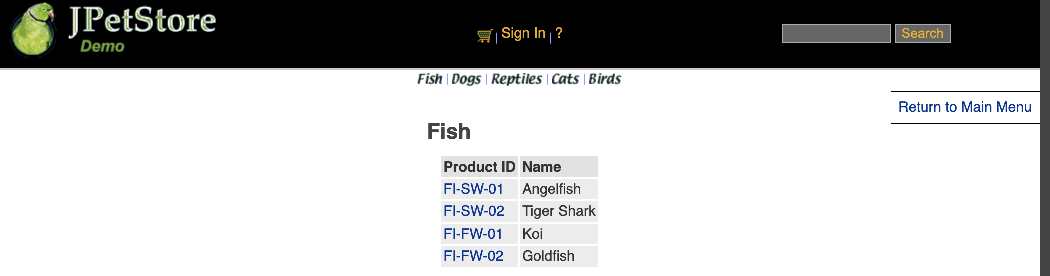 JPetStore
Demo
Sign In | ?
Search
Fish | Dogs | Reptiles | Cats | Birds
Return to Main Menu
Fish
Product ID Name
FI-SW-01 Angelfish
FI-SW-02 Tiger Shark
FI-FW-01 Koi
FI-FW-02 Goldfish